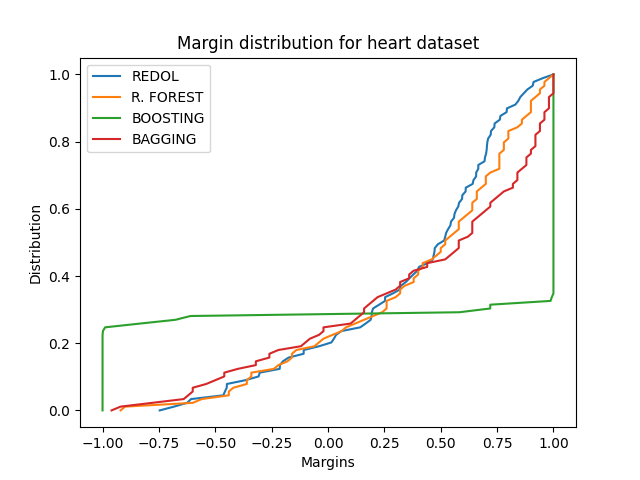 Margin distribution for heart dataset
REDOL
R. FOREST
BOOSTING
BAGGING
1.0
0.8
0.6
0.4
0.2
0.0
Distribution
−1.00 −0.75 −0.50 −0.25 0.00 0.25 0.50 0.75 1.00
Margins